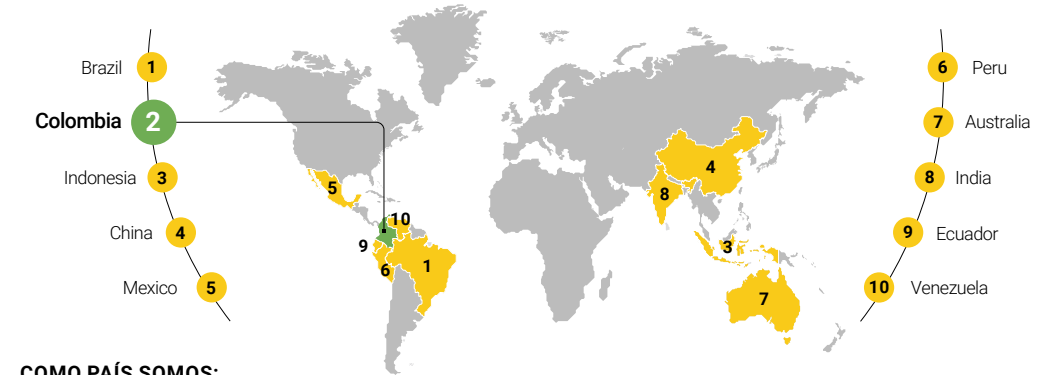 Brazil 1
Colombia 2
Indonesia 3
China 4
Mexico 5
6 Peru
7 Australia
8 India
9 Ecuador
10 Venezuela
4
5
8
10
9
3
6
1
7
COMO PAÍS SOMOS: